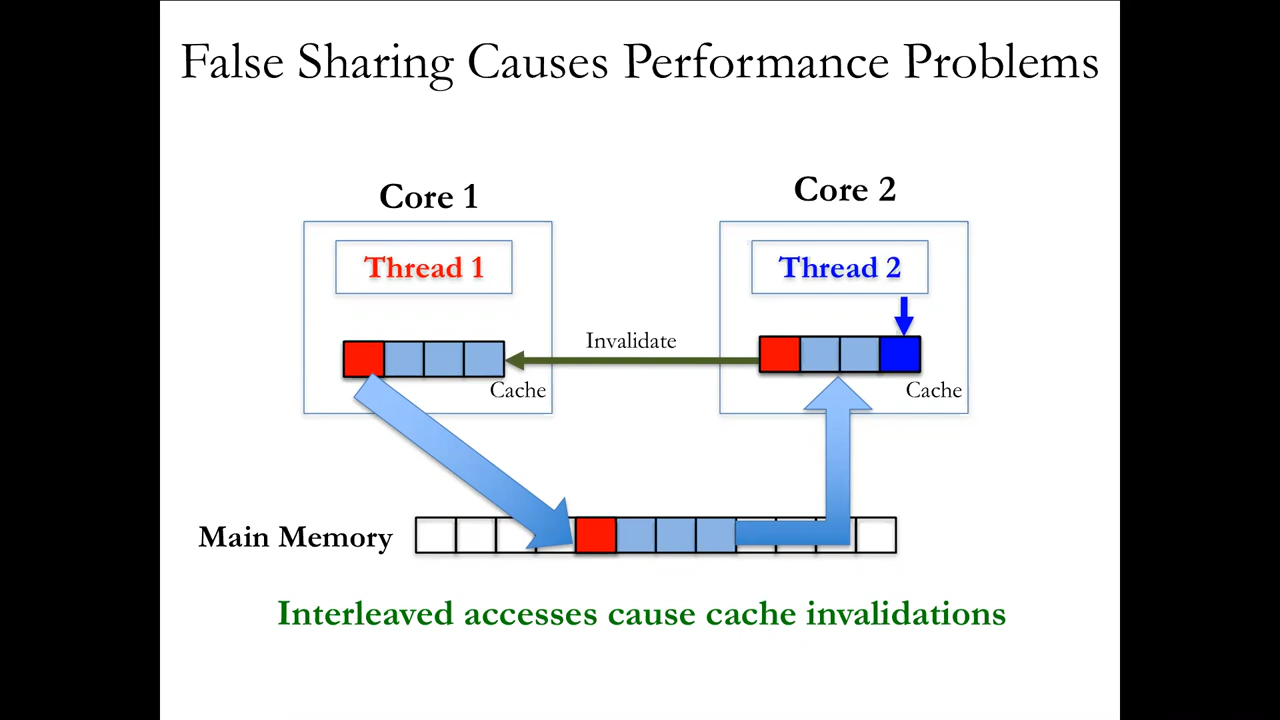 False Sharing Causes Performance Problems
Core 1
Core 2
Thread 1
Thread 2
Invalidate
Cache
Cache
Main Memory
Interleaved accesses cause cache invalidations